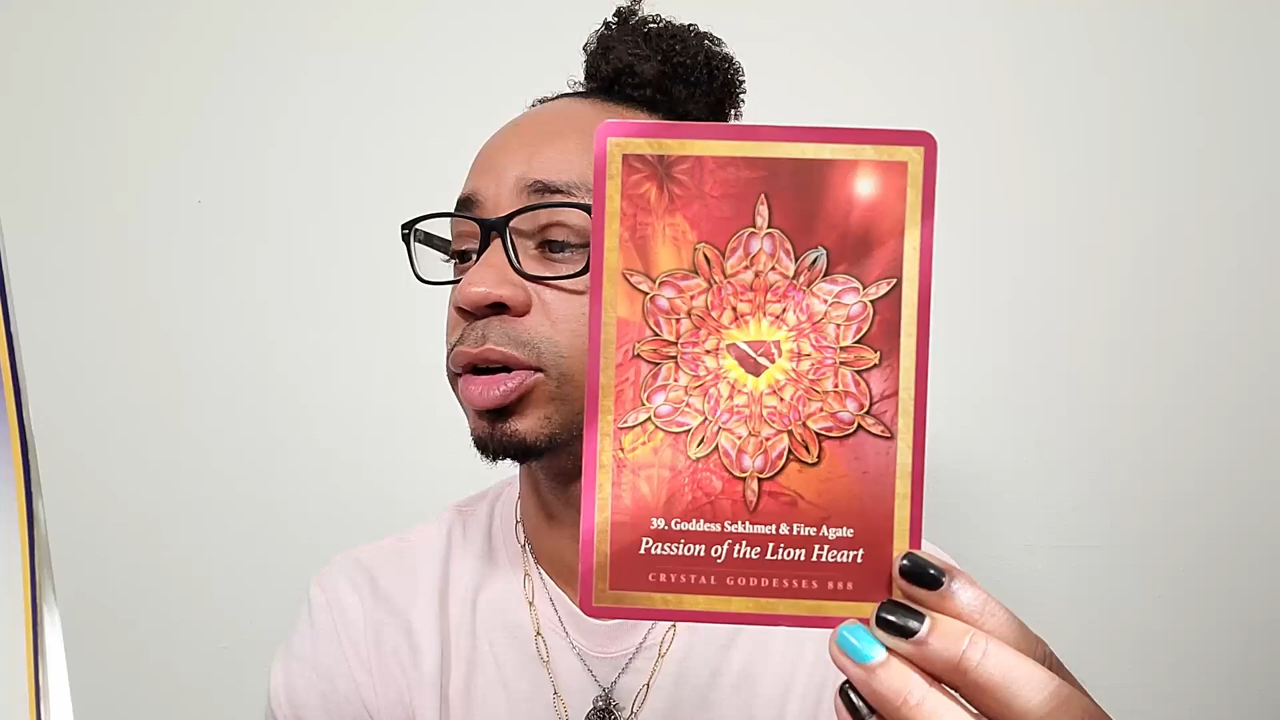 39. Goddess Sekhmet & Fire Agate
Passion of the Lion Heart
CRYSTAL GODDESSES 888